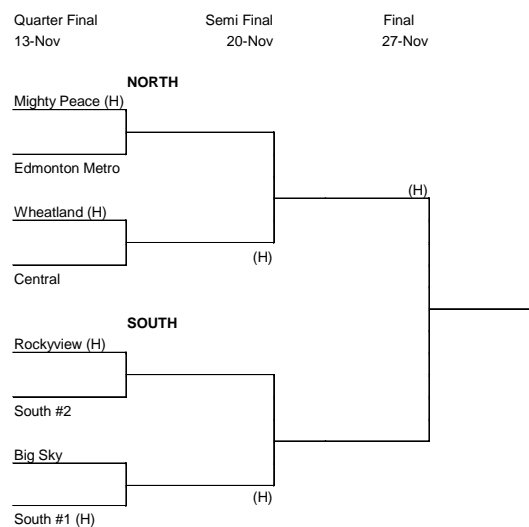 Quarter Final Semi Final Final
13-Nov 20-Nov 27-Nov
NORTH
Mighty Peace (H)
Edmonton Metro
(H)
Wheatland (H)
(H)
Central
SOUTH
Rockyview (H)
South #2
Big Sky
(H)
South #1 (H)